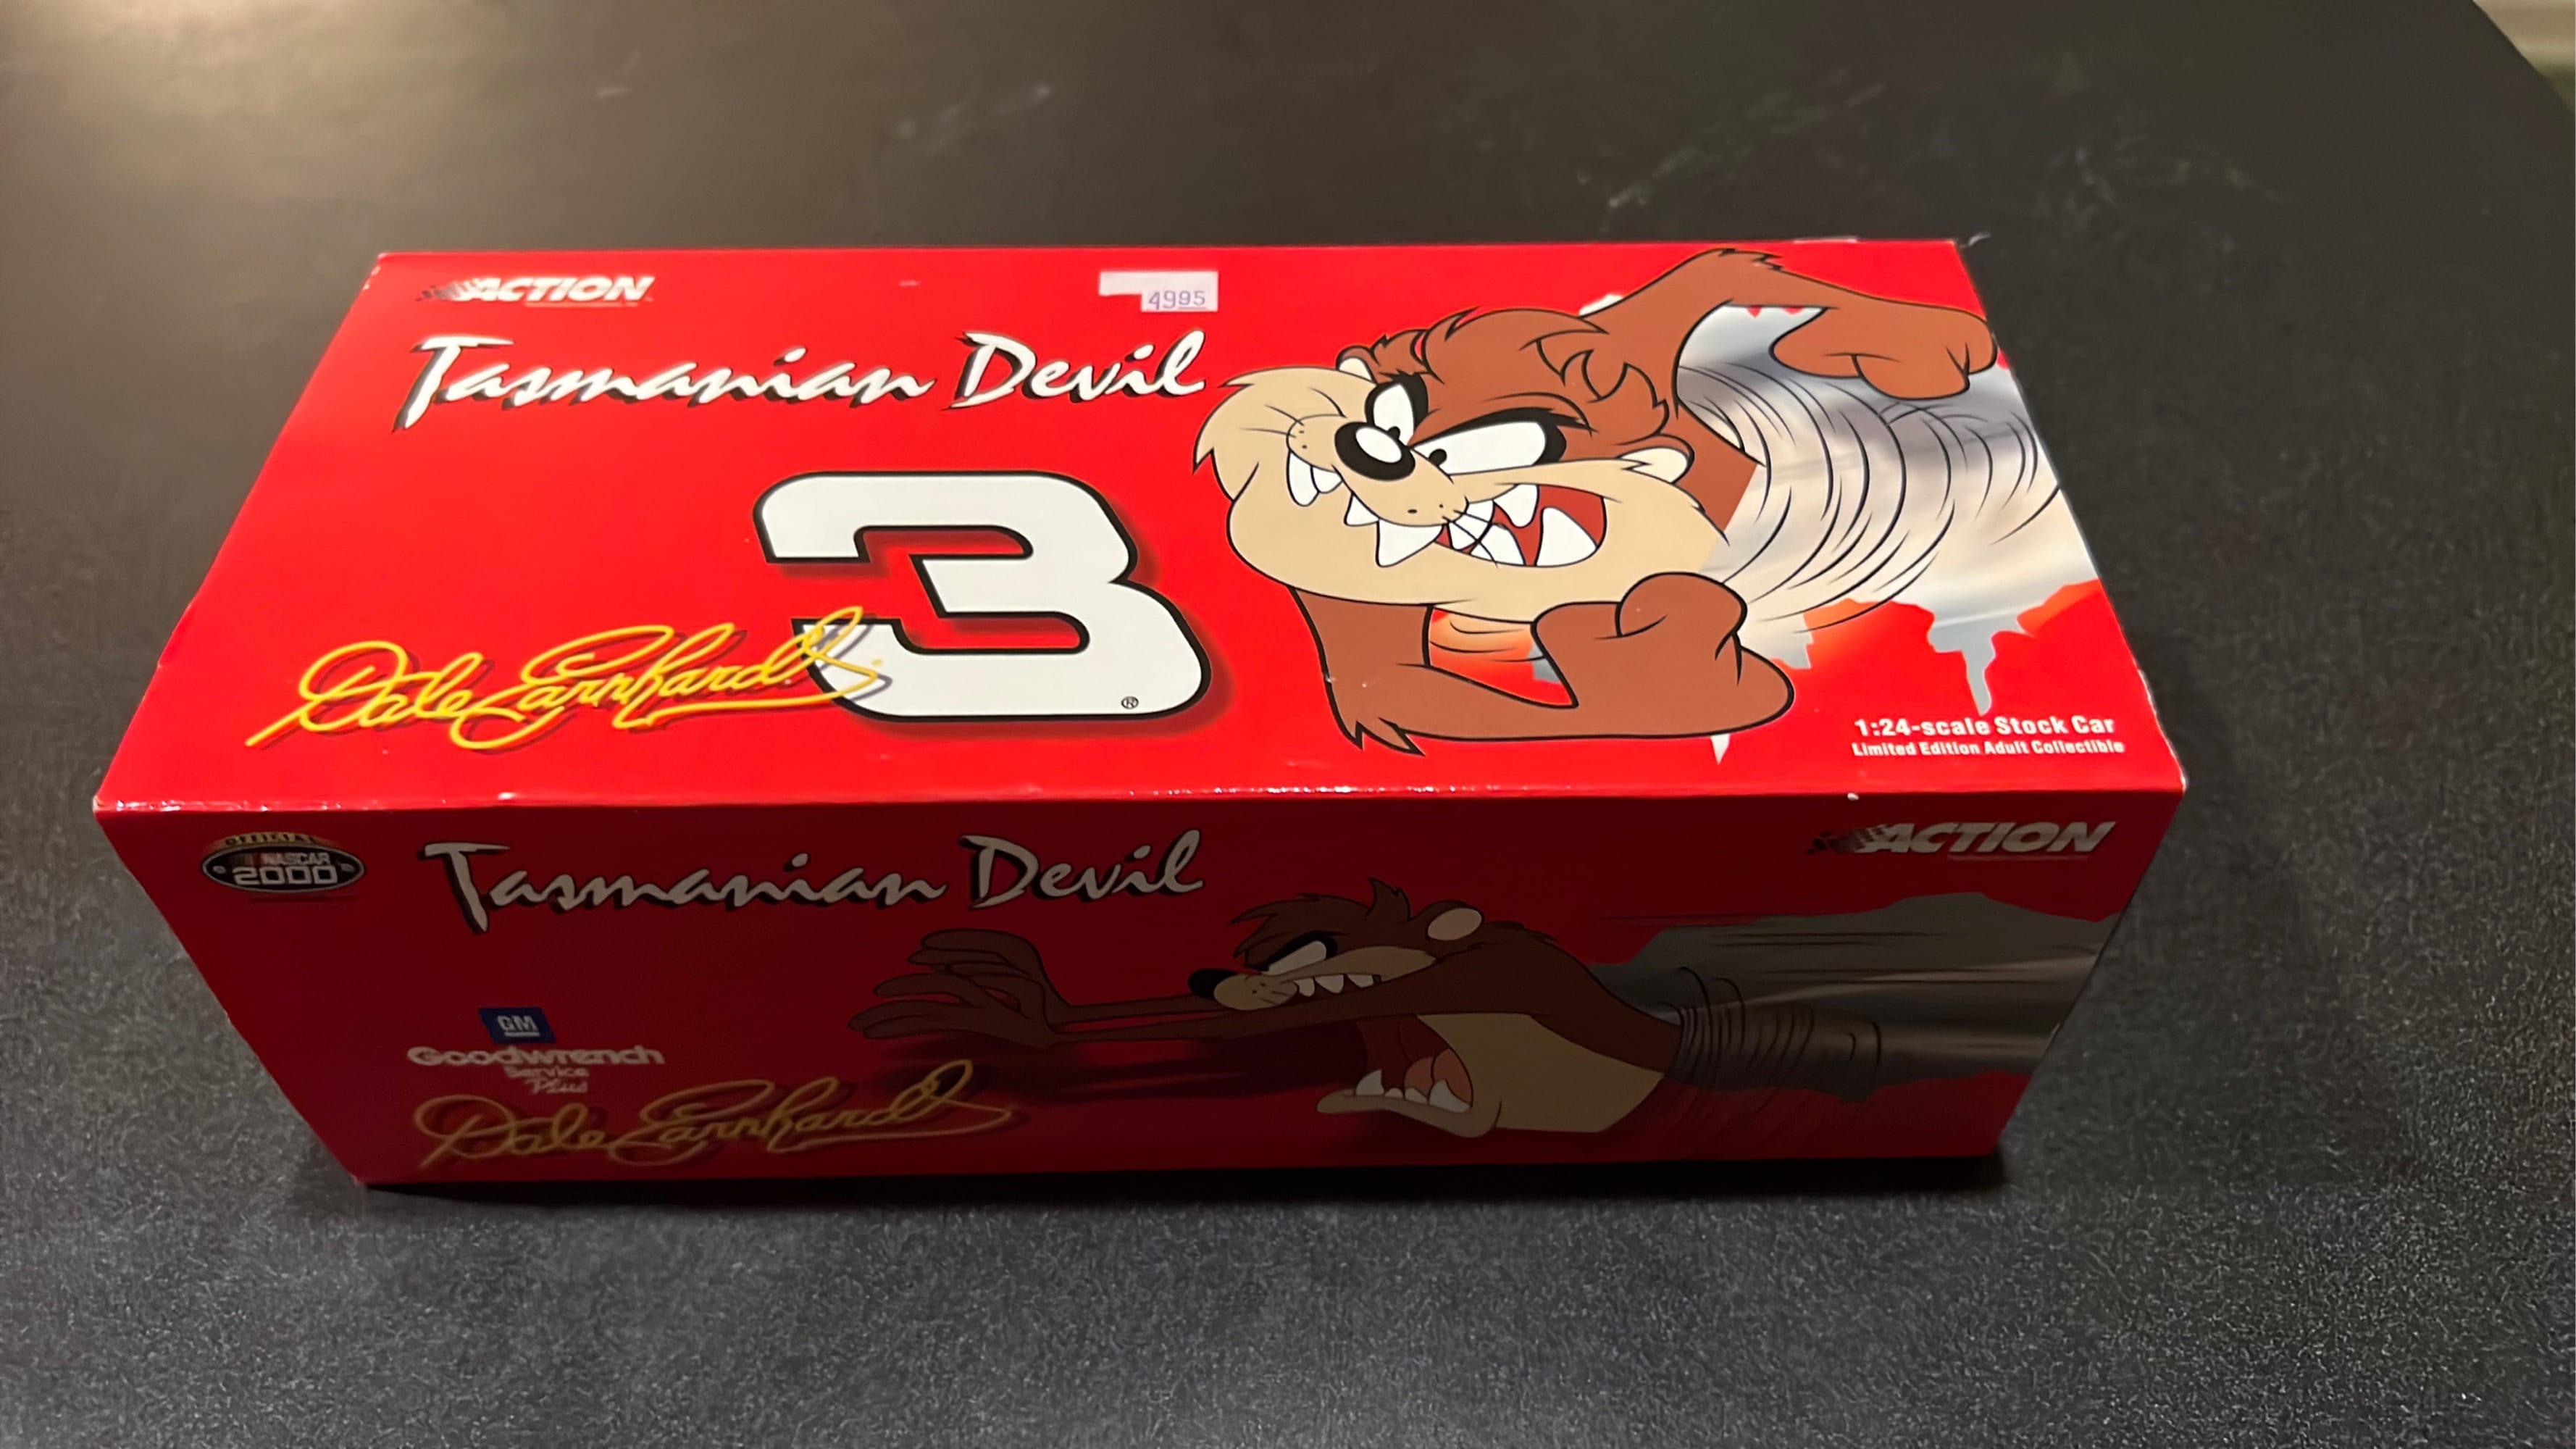 ACTION
4995
Tasmanian Devil
3
®
Dale Earnhardt
1:24-scale Stock Car
Limited Edition Adult Collectible
OFFICIAL
NASCAR
2000
Tasmanian Devil
ACTION
GM
Goodwrench
Service
Plus
Dale Earnhardt